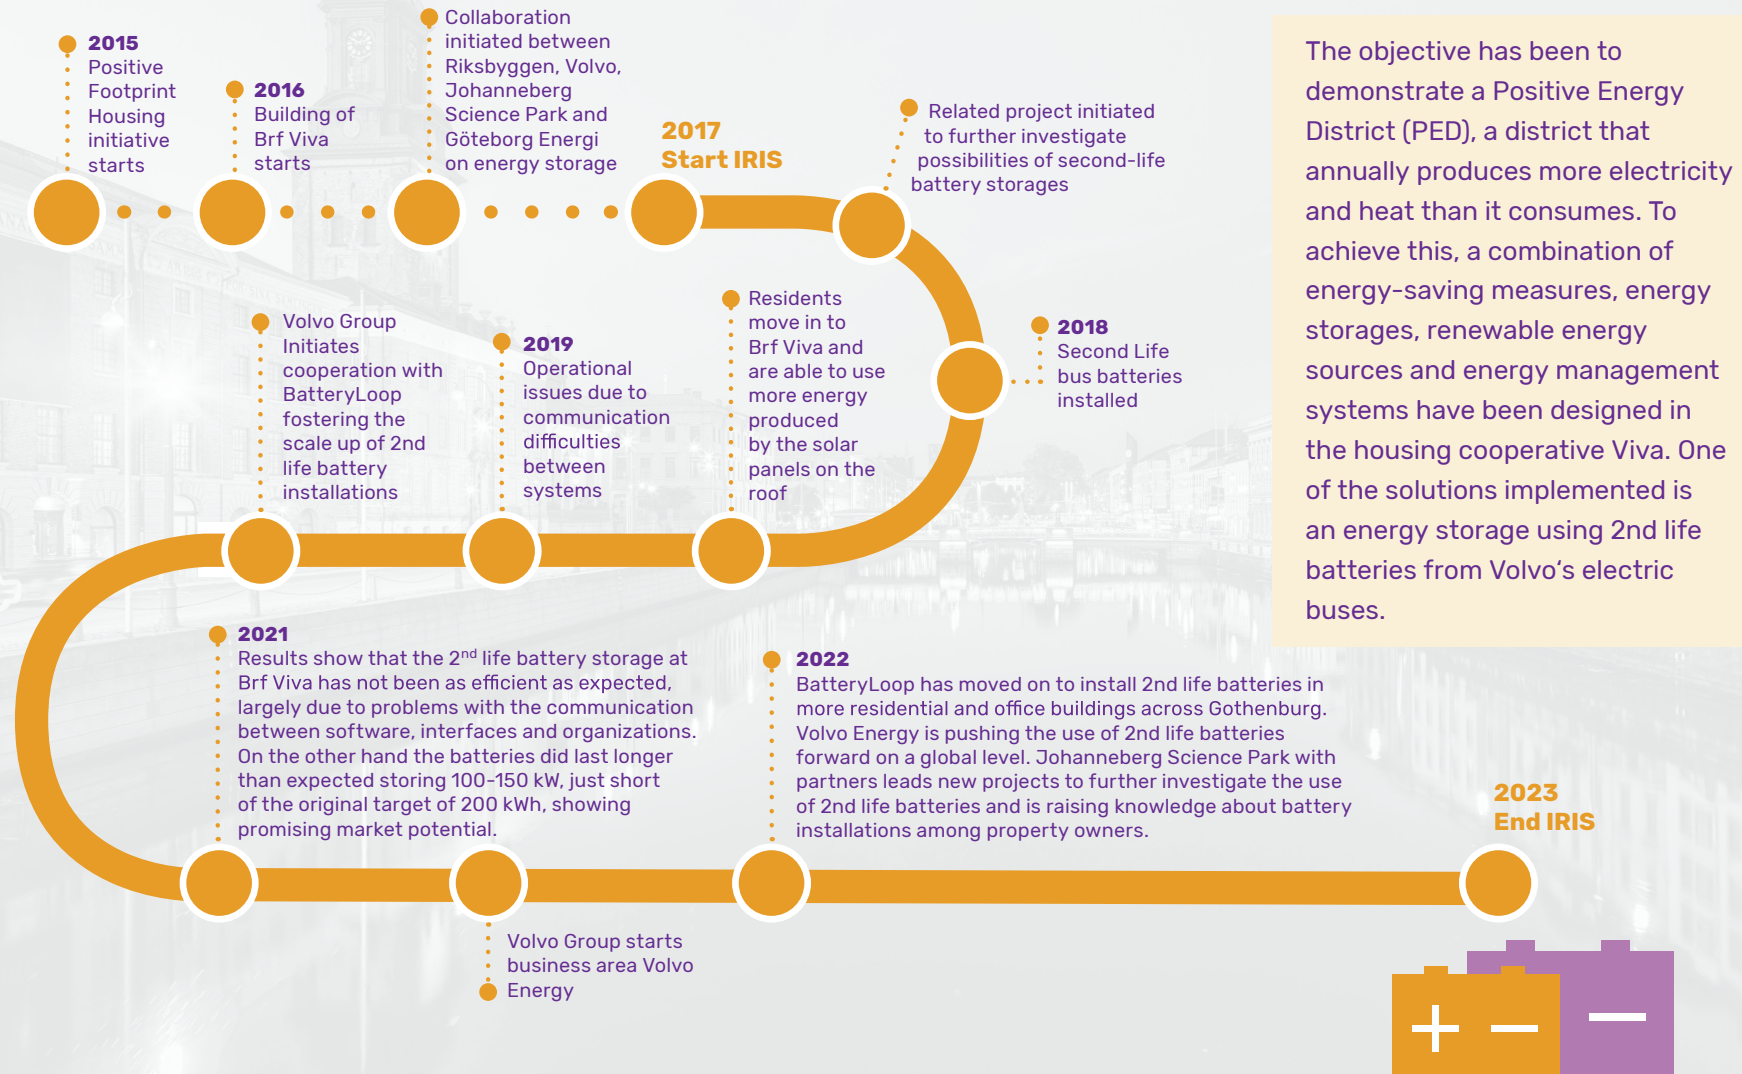 2015
Positive
Footprint
Housing
initiative
starts
2016
Building of
Brf Viva
starts
Collaboration
initiated between
Riksbyggen, Volvo,
Johanneberg
Science Park and
Göteborg Energi
on energy storage
2017
Start IRIS
Related project initiated
to further investigate
possibilities of second-life
battery storages
2018
Second Life
bus batteries
installed
Residents
move in to
Brf Viva and
are able to use
more energy
produced
by the solar
panels on the
roof
2019
Operational
issues due to
communication
difficulties
between
systems
Volvo Group
Initiates
cooperation with
BatteryLoop
fostering the
scale up of 2nd
life battery
installations
2021
Results show that the 2nd life battery storage at
Brf Viva has not been as efficient as expected,
largely due to problems with the communication
between software, interfaces and organizations.
On the other hand the batteries did last longer
than expected storing 100-150 kW, just short
of the original target of 200 kWh, showing
promising market potential.
Volvo Group starts
business area Volvo
Energy
2022
BatteryLoop has moved on to install 2nd life batteries in
more residential and office buildings across Gothenburg.
Volvo Energy is pushing the use of 2nd life batteries
forward on a global level. Johanneberg Science Park with
partners leads new projects to further investigate the use
of 2nd life batteries and is raising knowledge about battery
installations among property owners.
2023
End IRIS
The objective has been to
demonstrate a Positive Energy
District (PED), a district that
annually produces more electricity
and heat than it consumes. To
achieve this, a combination of
energy-saving measures, energy
storages, renewable energy
sources and energy management
systems have been designed in
the housing cooperative Viva. One
of the solutions implemented is
an energy storage using 2nd life
batteries from Volvo‘s electric
buses.